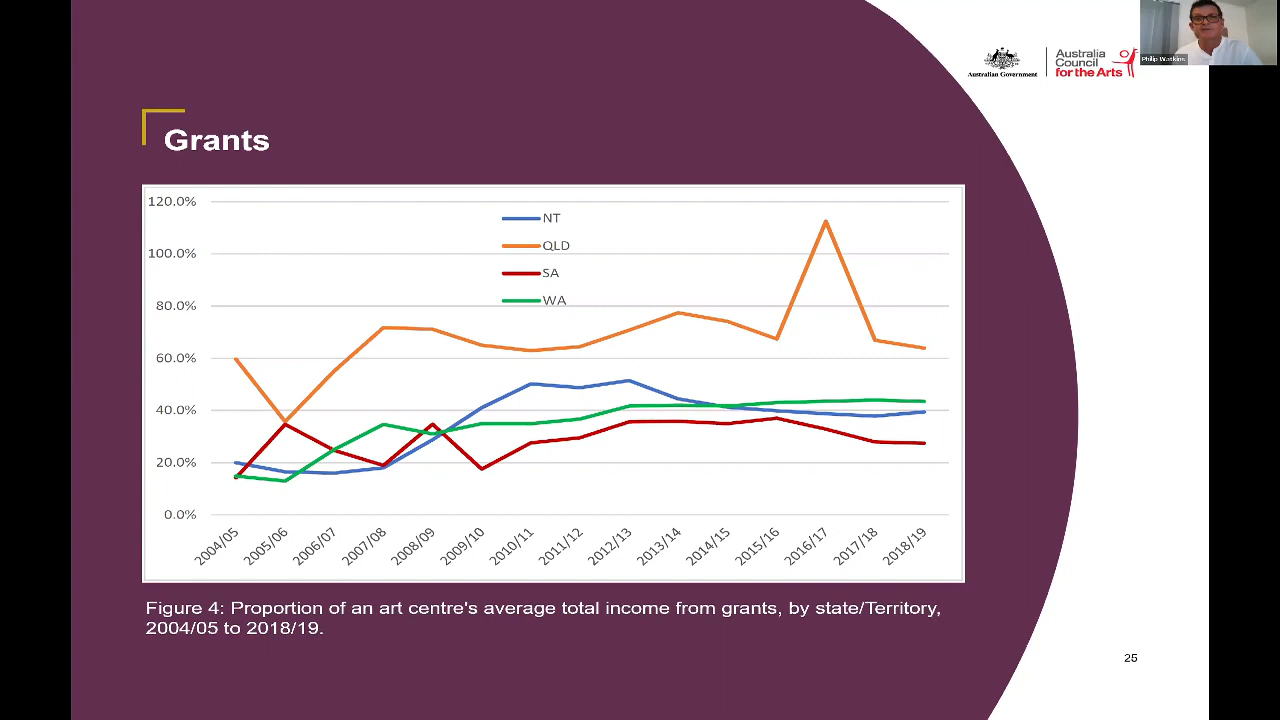 Australian Government
Australia
Council
for the Arts
Philip Watkins
Grants
120.0%
100.0%
80.0%
60.0%
40.0%
20.0%
0.0%
NT
QLD
SA
WA
2004/05
2005/06
2006/07
2007/08
2008/09
2009/10
2010/11
2011/12
2012/13
2013/14
2014/15
2015/16
2016/17
2017/18
2018/19
Figure 4: Proportion of an art centre's average total income from grants, by state/Territory,
2004/05 to 2018/19.
25